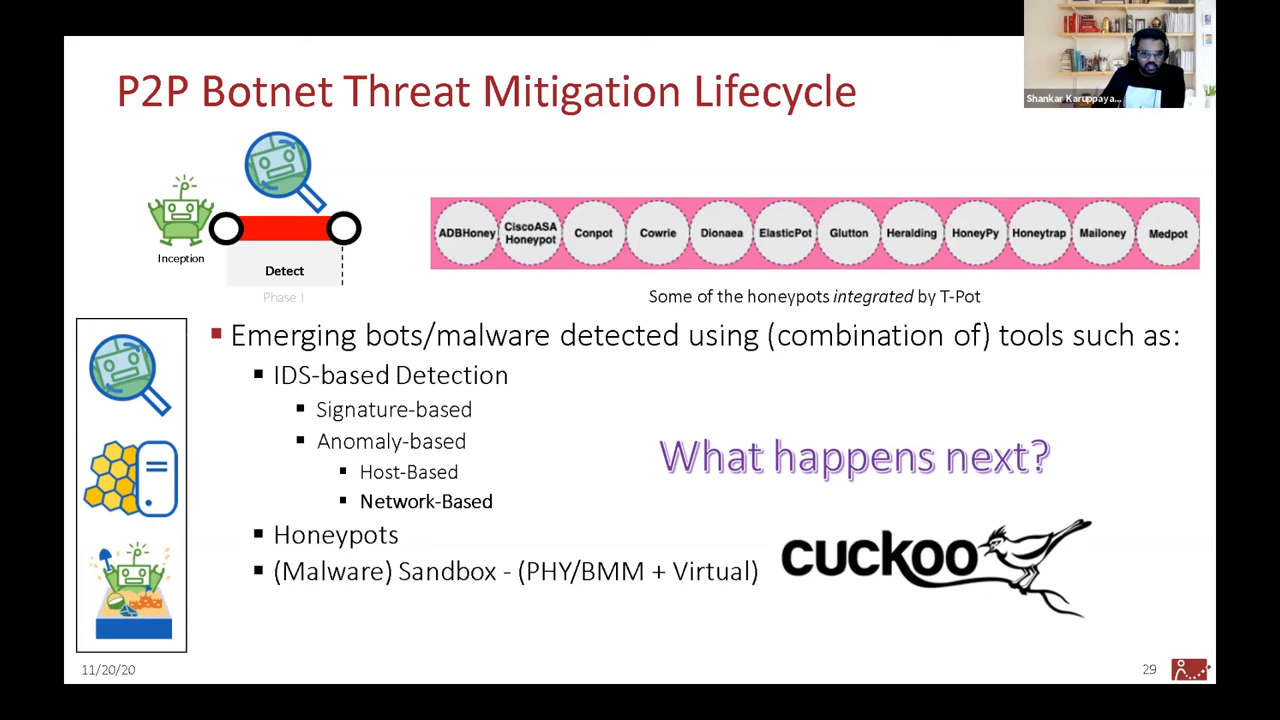 P2P Botnet Threat Mitigation Lifecycle
Shankar Karuppaya...
Inception
Detect
Phase I
ADBHoney
CiscoASA
Honeypot
Conpot
Cowrie
Dionaea
ElasticPot
Glutton
Heralding
HoneyPy
Honeytrap
Mailoney
Medpot
Some of the honeypots integrated by T-Pot
Emerging bots/malware detected using (combination of) tools such as:
IDS-based Detection
Signature-based
Anomaly-based
Host-Based
Network-Based
Honeypots
(Malware) Sandbox - (PHY/BMM + Virtual)
What happens next?
cuckoo
11/20/20
29